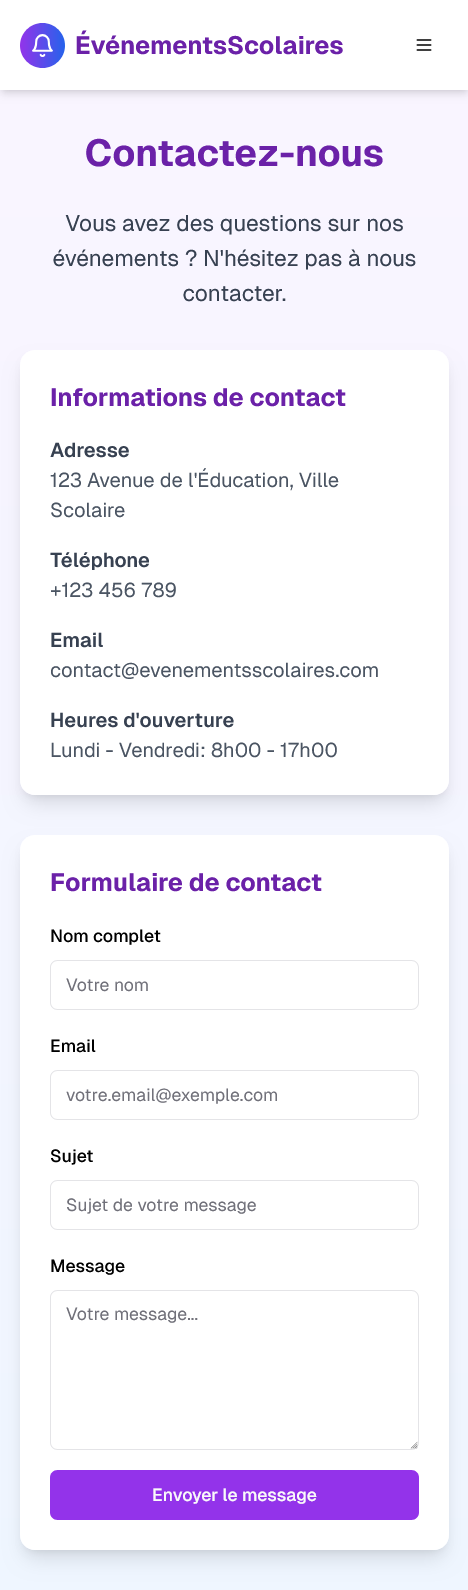 ÉvénementsScolaires
Contactez-nous
Vous avez des questions sur nos
événements ? N'hésitez pas à nous
contacter.
Informations de contact
Adresse
123 Avenue de l'Éducation, Ville
Scolaire
Téléphone
+123 456 789
Email
contact@evenementsscolaires.com
Heures d'ouverture
Lundi - Vendredi: 8h00 - 17h00
Formulaire de contact
Nom complet
Votre nom
Email
votre.email@exemple.com
Sujet
Sujet de votre message
Message
Votre message...
Envoyer le message